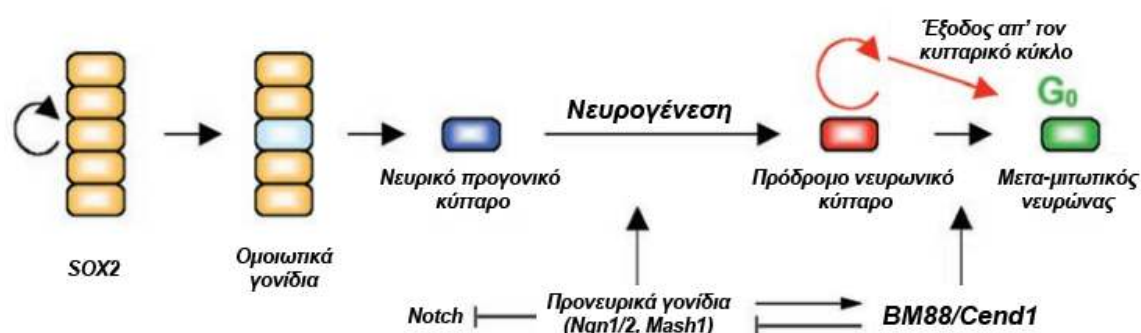 Έξοδος απ' τον
κυτταρικό κύκλο
G₀
Νευρογένεση
Νευρικό προγονικό
κύτταρο
Πρόδρομο νευρωνικό
κύτταρο
Μετα-μιτωτικός
νευρώνας
SOX2
Ομοιωτικά
γονίδια
Notch
Προνευρικά γονίδια
(Ngn1/2, Mash1)
BM88/Cend1